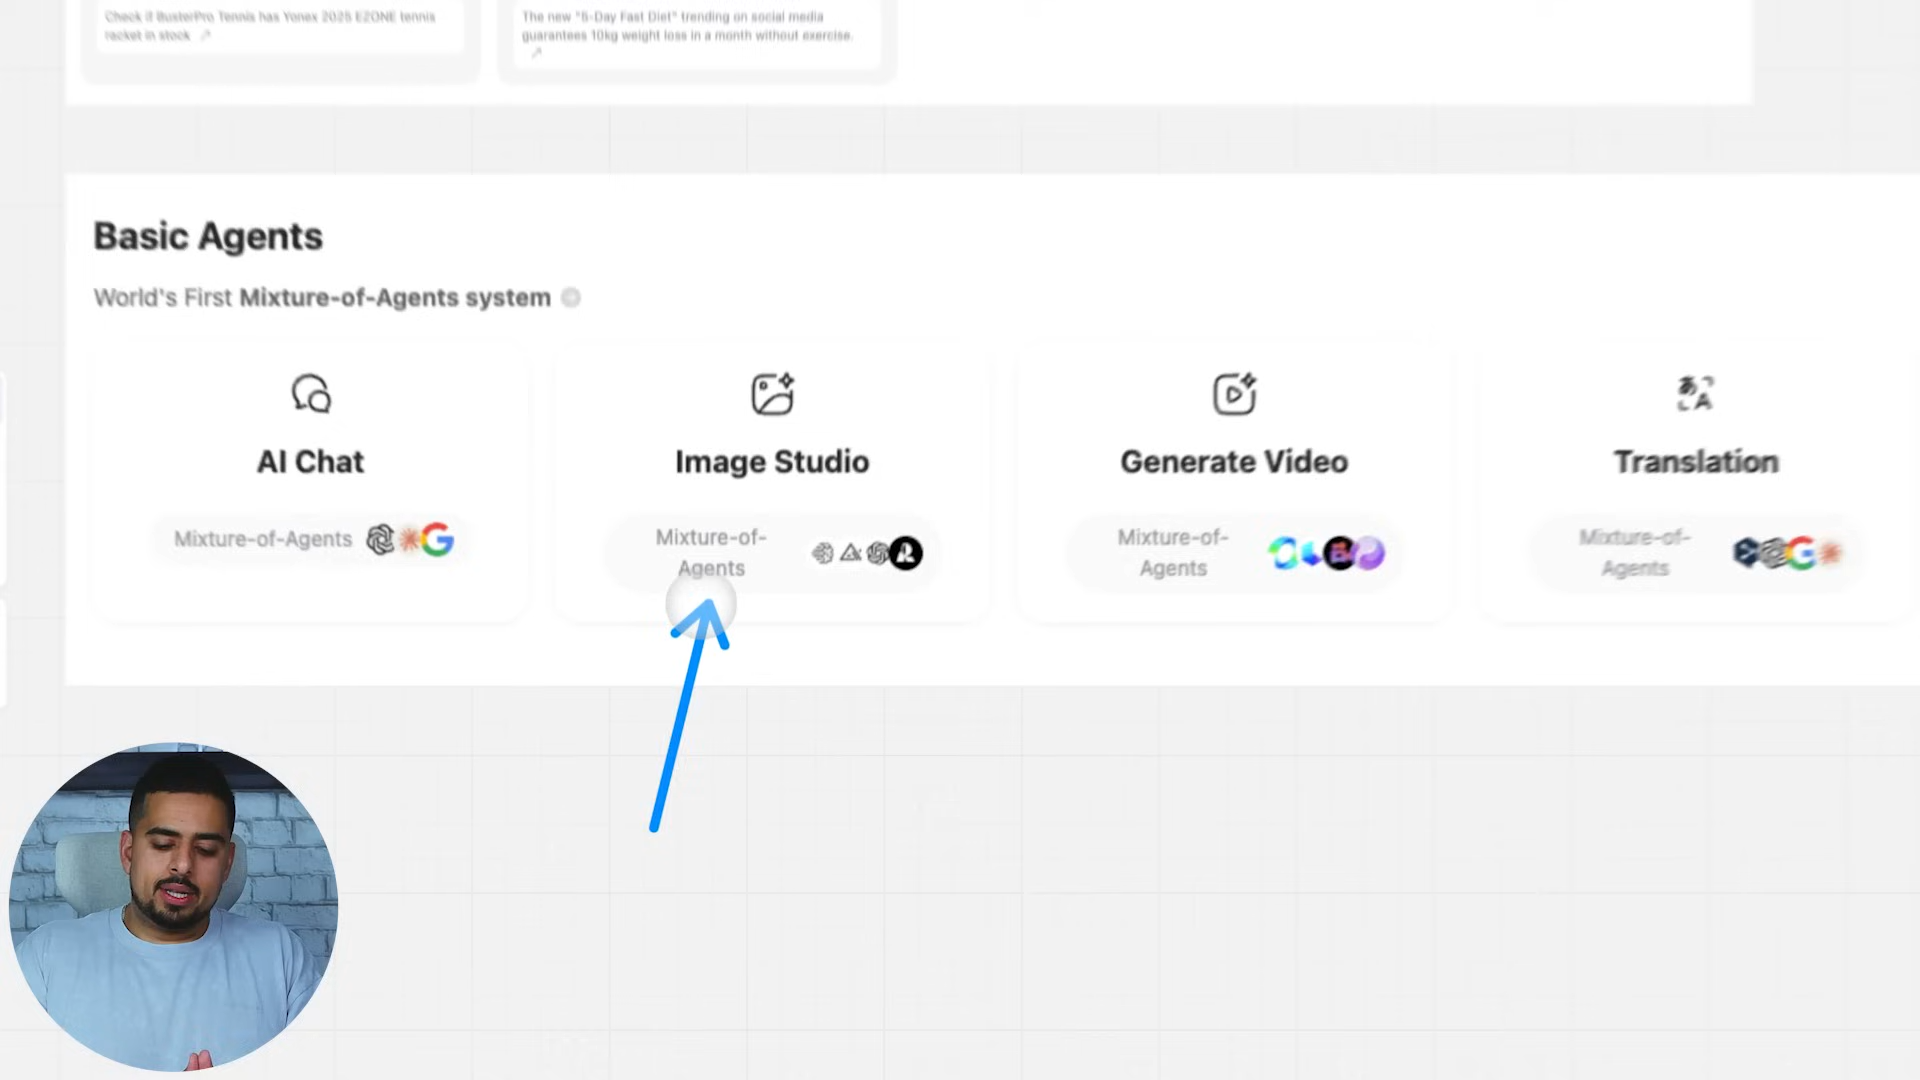 Check if BusterPro Tennis has Yonex 2025 EZONE tennis
racket in stock
The new "5-Day Fast Diet" trending on social media
guarantees 10kg weight loss in a month without exercise.
Basic Agents
World's First Mixture-of-Agents system
AI Chat
Mixture-of-Agents
Image Studio
Mixture-of-
Agents
Generate Video
Mixture-of-
Agents
Translation
Mixture-of-
Agents